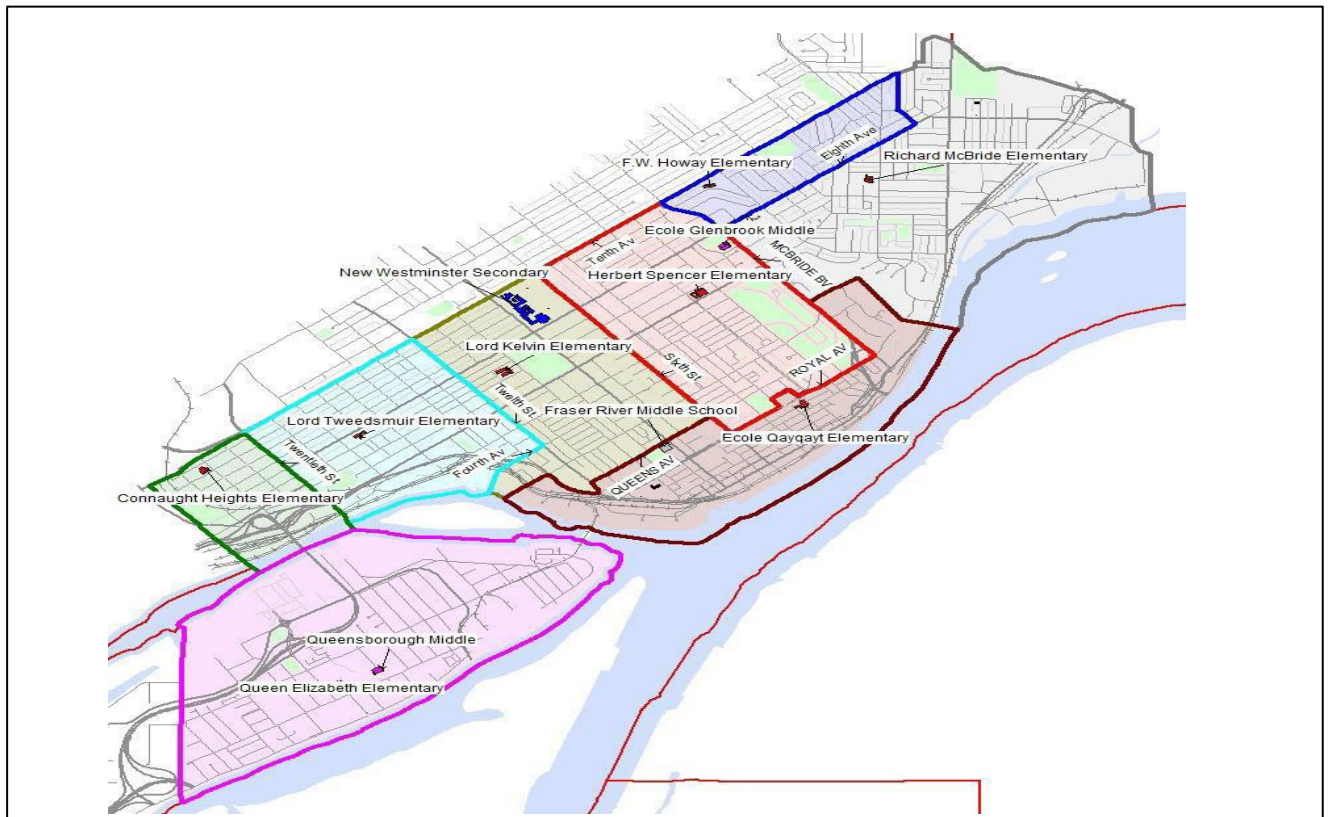 Eighth Ave
F.W. Howay Elementary
Richard McBride Elementary
Ecole Glenbrook Middle
Tenth Av
MCBRIDE BV
New Westminster Secondary
Herbert Spencer Elementary
Lord Kelvin Elementary
Sixth St
ROYAL AV
Twelth St
Fraser River Middle School
Lord Tweedsmuir Elementary
Ecole Qayqayt Elementary
Twentieth St
Fourth Av
QUEENS AV
Connaught Heights Elementary
Queensborough Middle
Queen Elizabeth Elementary